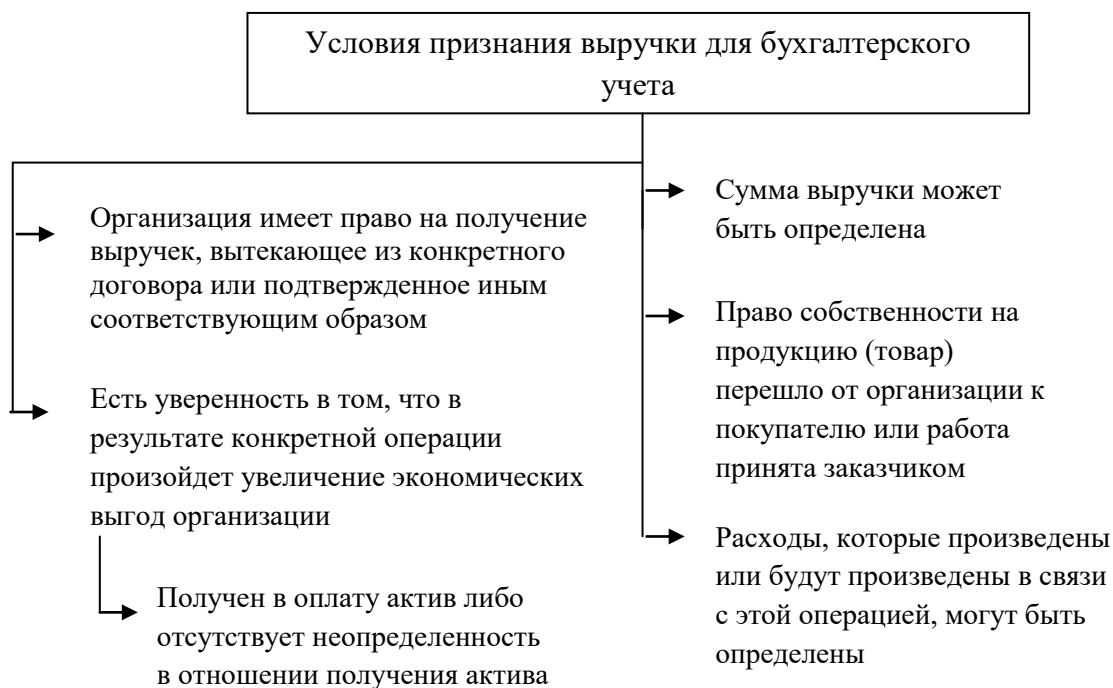 Условия признания выручки для бухгалтерского
учета
Организация имеет право на получение
выручек, вытекающее из конкретного
договора или подтвержденное иным
соответствующим образом
Есть уверенность в том, что в
результате конкретной операции
произойдет увеличение экономических
выгод организации
Получен в оплату актив либо
отсутствует неопределенность
в отношении получения актива
Сумма выручки может
быть определена
Право собственности на
продукцию (товар)
перешло от организации к
покупателю или работа
принята заказчиком
Расходы, которые произведены
или будут произведены в связи
с этой операцией, могут быть
определены